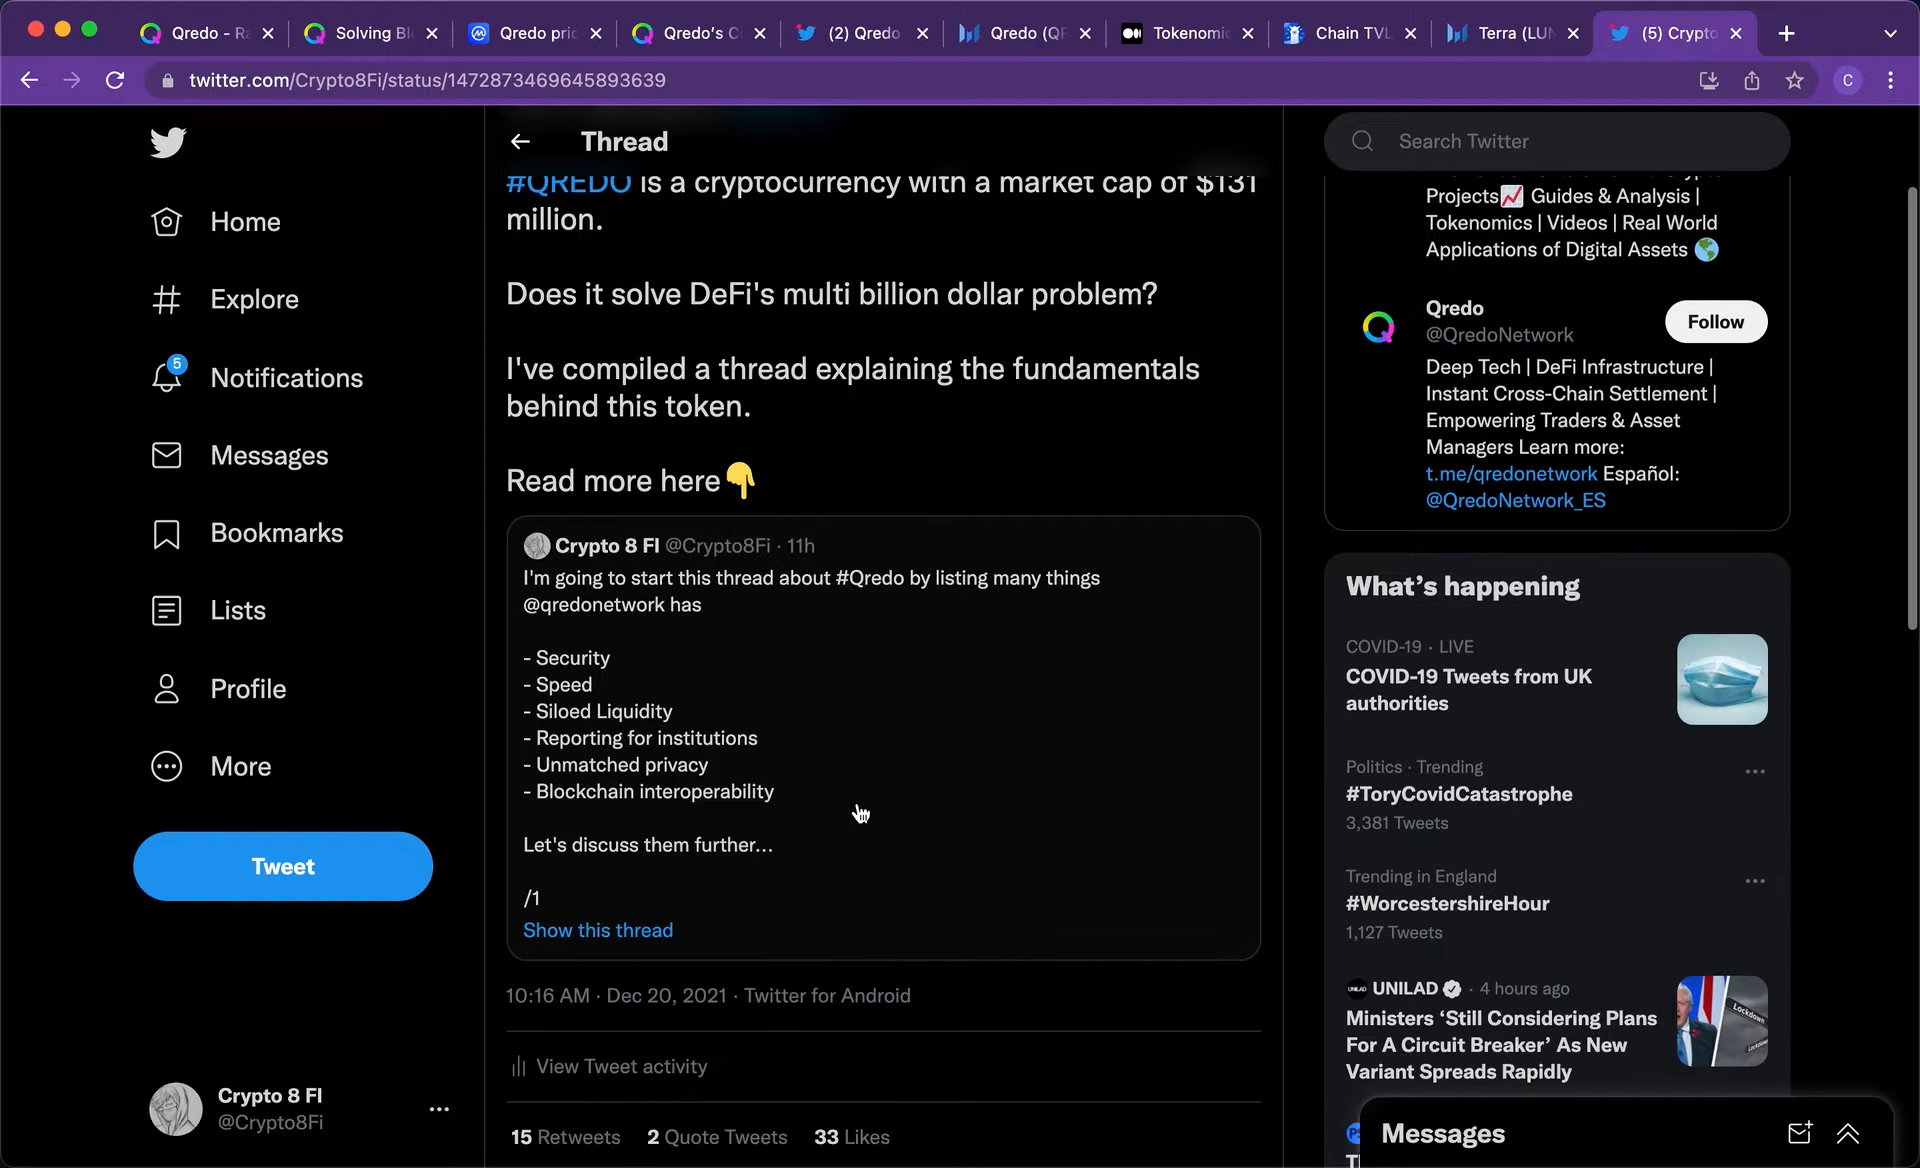 Qredo - Ra
Solving Bl
Qredo pric
Qredo's C
(2) Qredo
Qredo (QR
Tokenomic
Chain TVL
Terra (LUN
(5) Crypto
twitter.com/Crypto8Fi/status/1472873469645893639
C
Home
Explore
5
Notifications
Messages
Bookmarks
Lists
Profile
More
Tweet
Crypto 8 FI
@Crypto8Fi
Thread
#QREDO is a cryptocurrency with a market cap of $131
million.
Does it solve DeFi's multi billion dollar problem?
I've compiled a thread explaining the fundamentals
behind this token.
Read more here👇
Crypto 8 FI @Crypto8Fi · 11h
I'm going to start this thread about #Qredo by listing many things
@qredonetwork has
- Security
- Speed
- Siloed Liquidity
- Reporting for institutions
- Unmatched privacy
- Blockchain interoperability
Let's discuss them further...
/1
Show this thread
10:16 AM · Dec 20, 2021 · Twitter for Android
View Tweet activity
15 Retweets 2 Quote Tweets 33 Likes
Search Twitter
Projects📈 Guides & Analysis |
Tokenomics | Videos | Real World
Applications of Digital Assets 🌎
Qredo
@QredoNetwork
Follow
Deep Tech | DeFi Infrastructure |
Instant Cross-Chain Settlement |
Empowering Traders & Asset
Managers Learn more:
t.me/qredonetwork Español:
@QredoNetwork_ES
What's happening
COVID-19 · LIVE
COVID-19 Tweets from UK
authorities
Politics · Trending
#ToryCovidCatastrophe
3,381 Tweets
Trending in England
#WorcestershireHour
1,127 Tweets
UNILAD · 4 hours ago
Ministers 'Still Considering Plans
For A Circuit Breaker' As New
Variant Spreads Rapidly
Lockdown
Messages